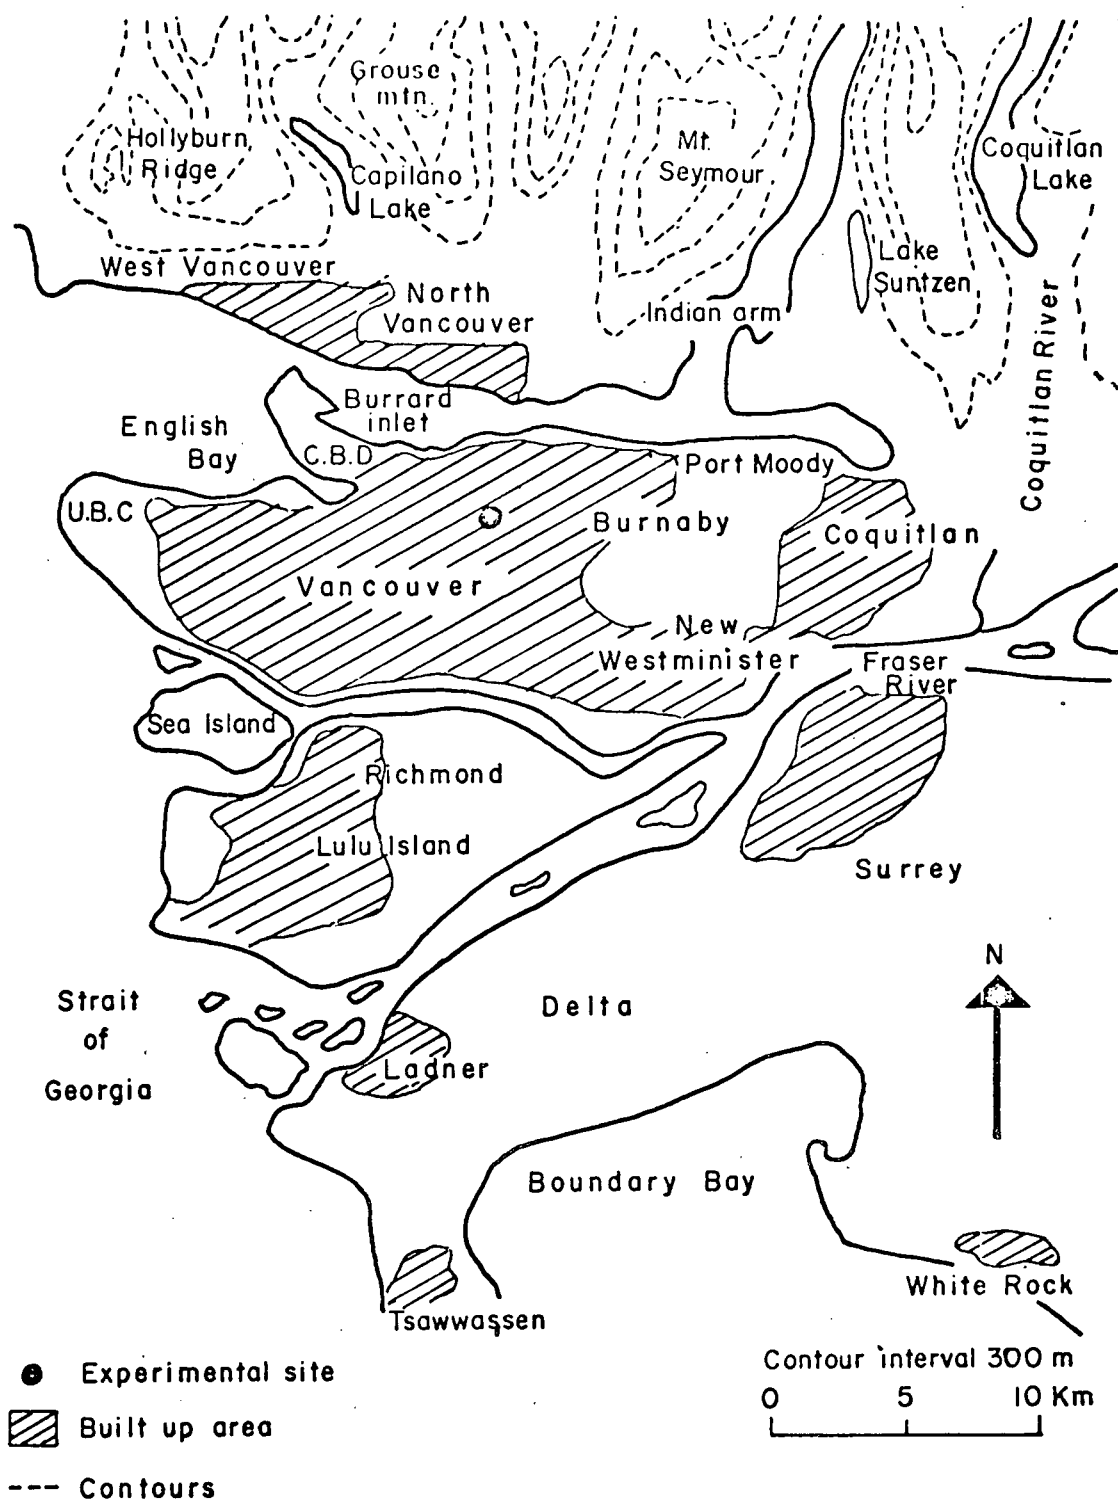 Grouse
mtn.
Hollyburn
Ridge
Capilano
Lake
Mt.
Seymour
Coquitlan
Lake
West Vancouver
North
Vancouver
Indian arm
Lake
Suntzen
Coquitlan River
English
Bay
Burrard
inlet
C.B.D
U.B.C
Port Moody
Burnaby
Coquitlan
Vancouver
New
Westminister
Fraser
River
Sea Island
Richmond
Lulu Island
Surrey
N
Strait
of
Georgia
Delta
Ladner
Boundary Bay
White Rock
Tsawwassen
Experimental site
Built up area
Contours
Contour interval 300 m
0 5 10 Km